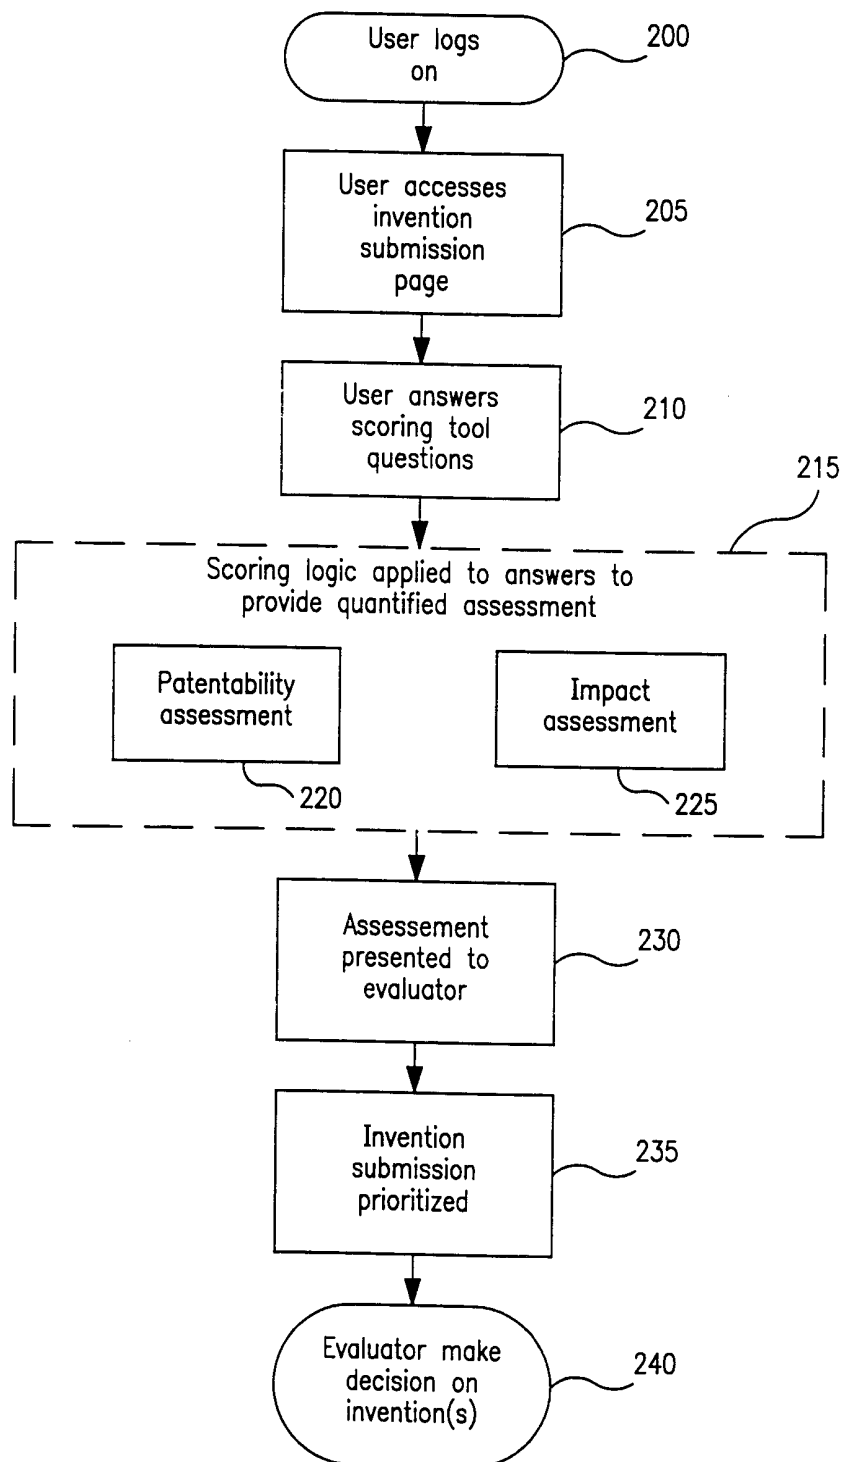 User logs
on
200
User accesses
invention
submission
page
205
User answers
scoring tool
questions
210
215
Scoring logic applied to answers to
provide quantified assessment
Patentability
assessment
220
Impact
assessment
225
Assessement
presented to
evaluator
230
Invention
submission
prioritized
235
Evaluator make
decision on
invention(s)
240